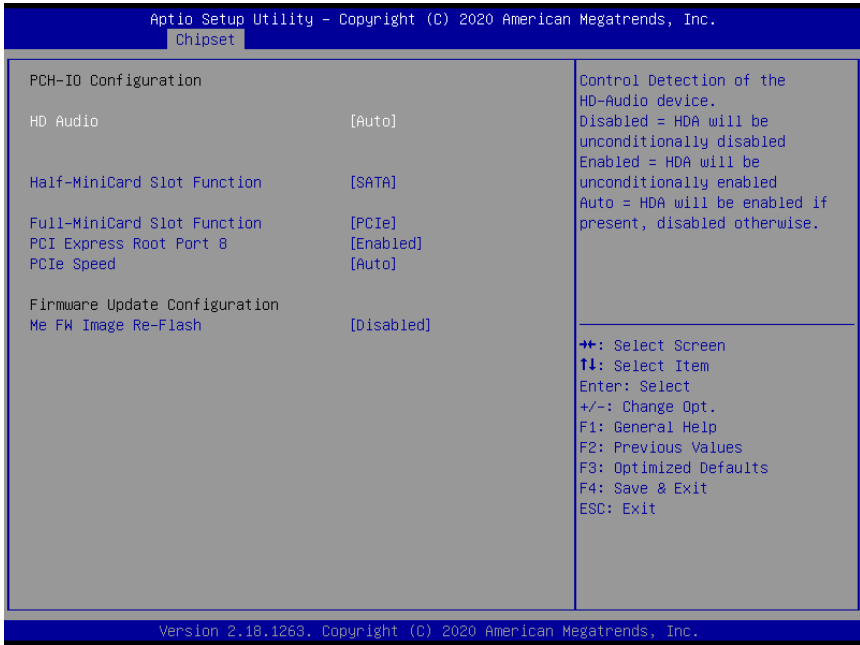 Aptio Setup Utility – Copyright (C) 2020 American Megatrends, Inc.
Chipset
PCH-IO Configuration
HD Audio [Auto]
Half-MiniCard Slot Function [SATA]
Full-MiniCard Slot Function [PCIe]
PCI Express Root Port 8 [Enabled]
PCIe Speed [Auto]
Firmware Update Configuration
Me FW Image Re-Flash [Disabled]
Control Detection of the
HD-Audio device.
Disabled = HDA will be
unconditionally disabled
Enabled = HDA will be
unconditionally enabled
Auto = HDA will be enabled if
present, disabled otherwise.
→←: Select Screen
↑↓: Select Item
Enter: Select
+/-: Change Opt.
F1: General Help
F2: Previous Values
F3: Optimized Defaults
F4: Save & Exit
ESC: Exit
Version 2.18.1263. Copyright (C) 2020 American Megatrends, Inc.